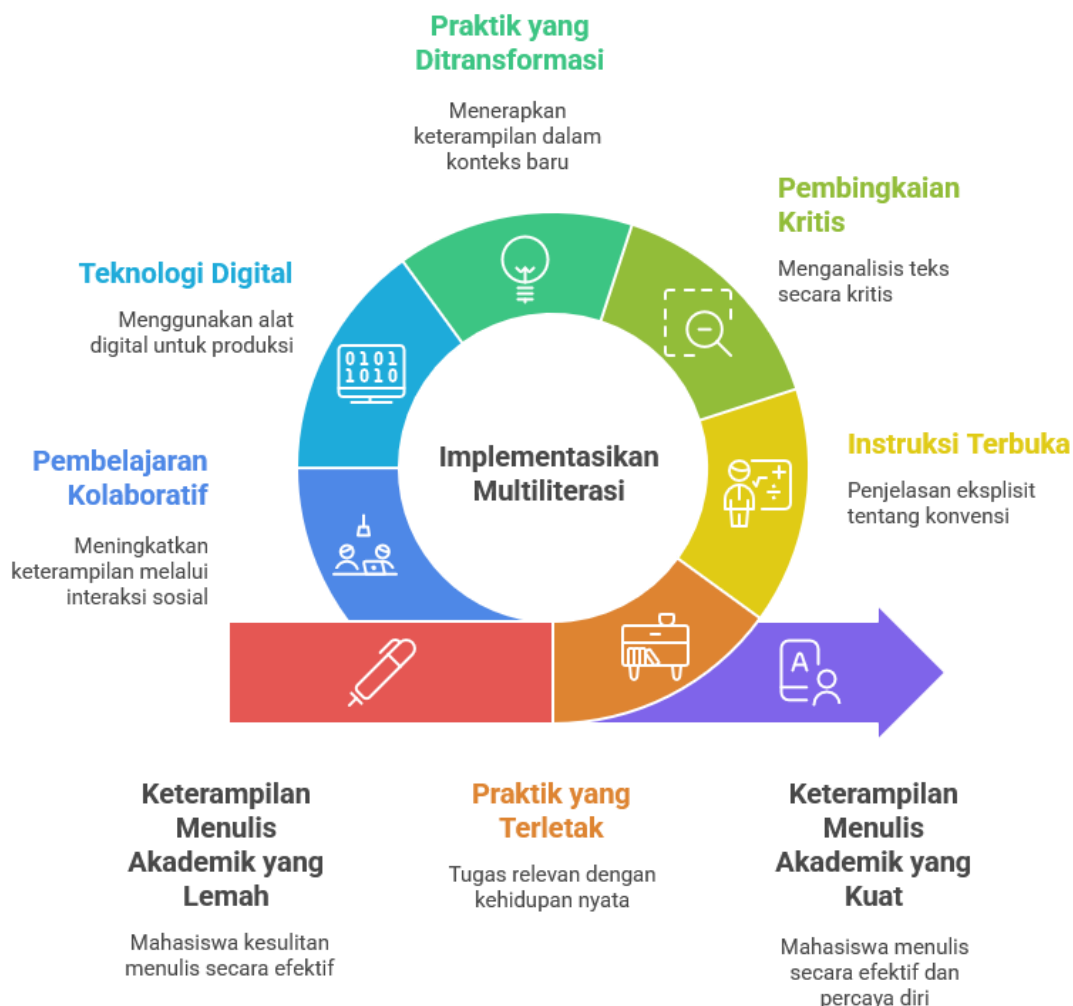 Praktik yang
Ditransformasi
Menerapkan
keterampilan dalam
konteks baru
Pembingkaian
Kritis
Menganalisis teks
secara kritis
Teknologi Digital
Menggunakan alat
digital untuk produksi
0101
1010
Instruksi Terbuka
Penjelasan eksplisit
tentang konvensi
Implementasikan
Multiliterasi
Pembelajaran
Kolaboratif
Meningkatkan
keterampilan melalui
interaksi sosial
A
Keterampilan
Menulis
Akademik yang
Lemah
Mahasiswa kesulitan
menulis secara efektif
Praktik yang
Terletak
Tugas relevan dengan
kehidupan nyata
Keterampilan
Menulis
Akademik yang
Kuat
Mahasiswa menulis
secara efektif dan
percaya diri